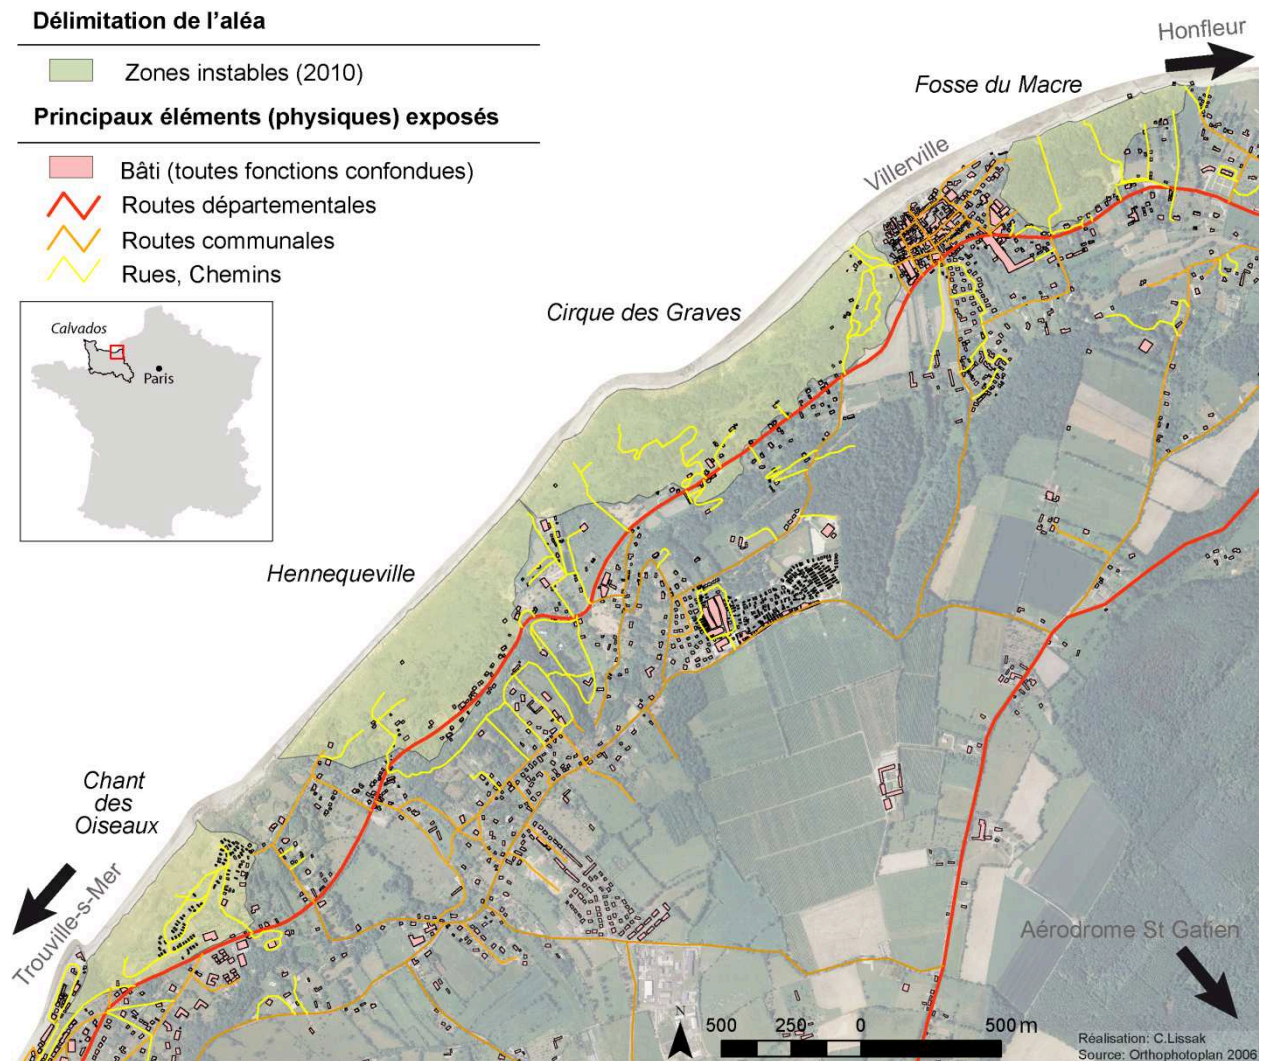 Délimitation de l'aléa
Zones instables (2010)
Principaux éléments (physiques) exposés
Bâti (toutes fonctions confondues)
Routes départementales
Routes communales
Rues, Chemins
Calvados
Paris
Honfleur
Fosse du Macre
Villerville
Cirque des Graves
Hennequeville
Chant
des
Oiseaux
Trouville-s-Mer
Aérodrome St Gatien
N
500 250 0 500 m
Réalisation: C.Lissak
Source: Orthophotoplan 2006